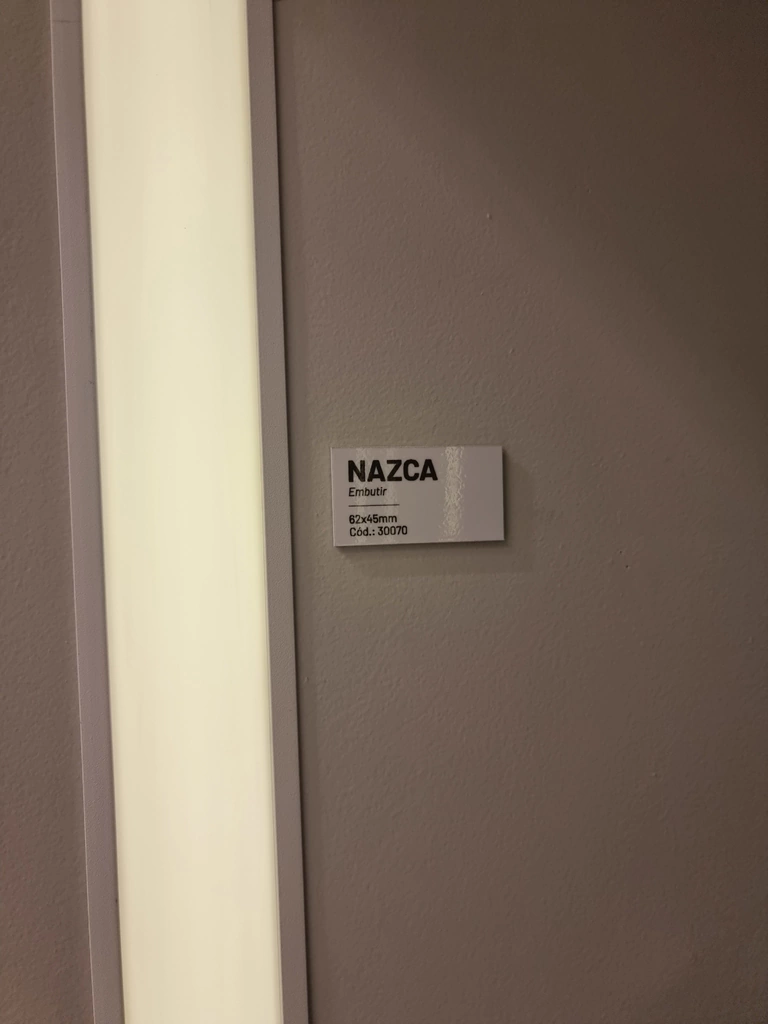 NAZCA
Embutir
62x45mm
Cód.: 30070